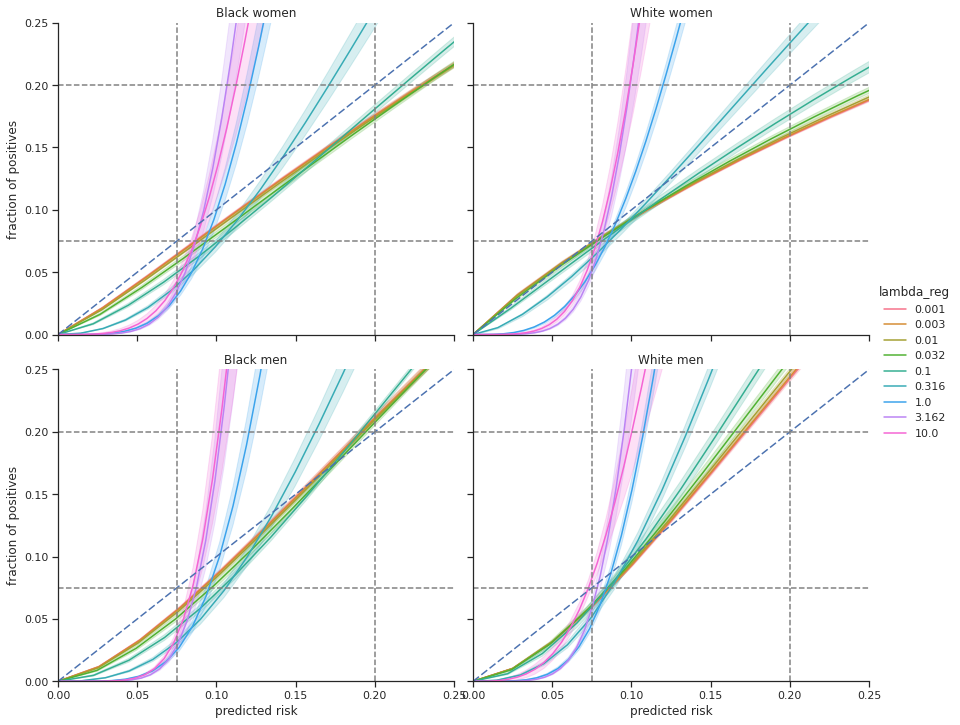 Black women
White women
0.25
0.20
0.15
0.10
0.05
0.00
fraction of positives
Black men
White men
0.25
0.20
0.15
0.10
0.05
0.00
fraction of positives
0.00 0.05 0.10 0.15 0.20 0.25
0.00 0.05 0.10 0.15 0.20 0.25
predicted risk
predicted risk
lambda_reg
0.001
0.003
0.01
0.032
0.1
0.316
1.0
3.162
10.0